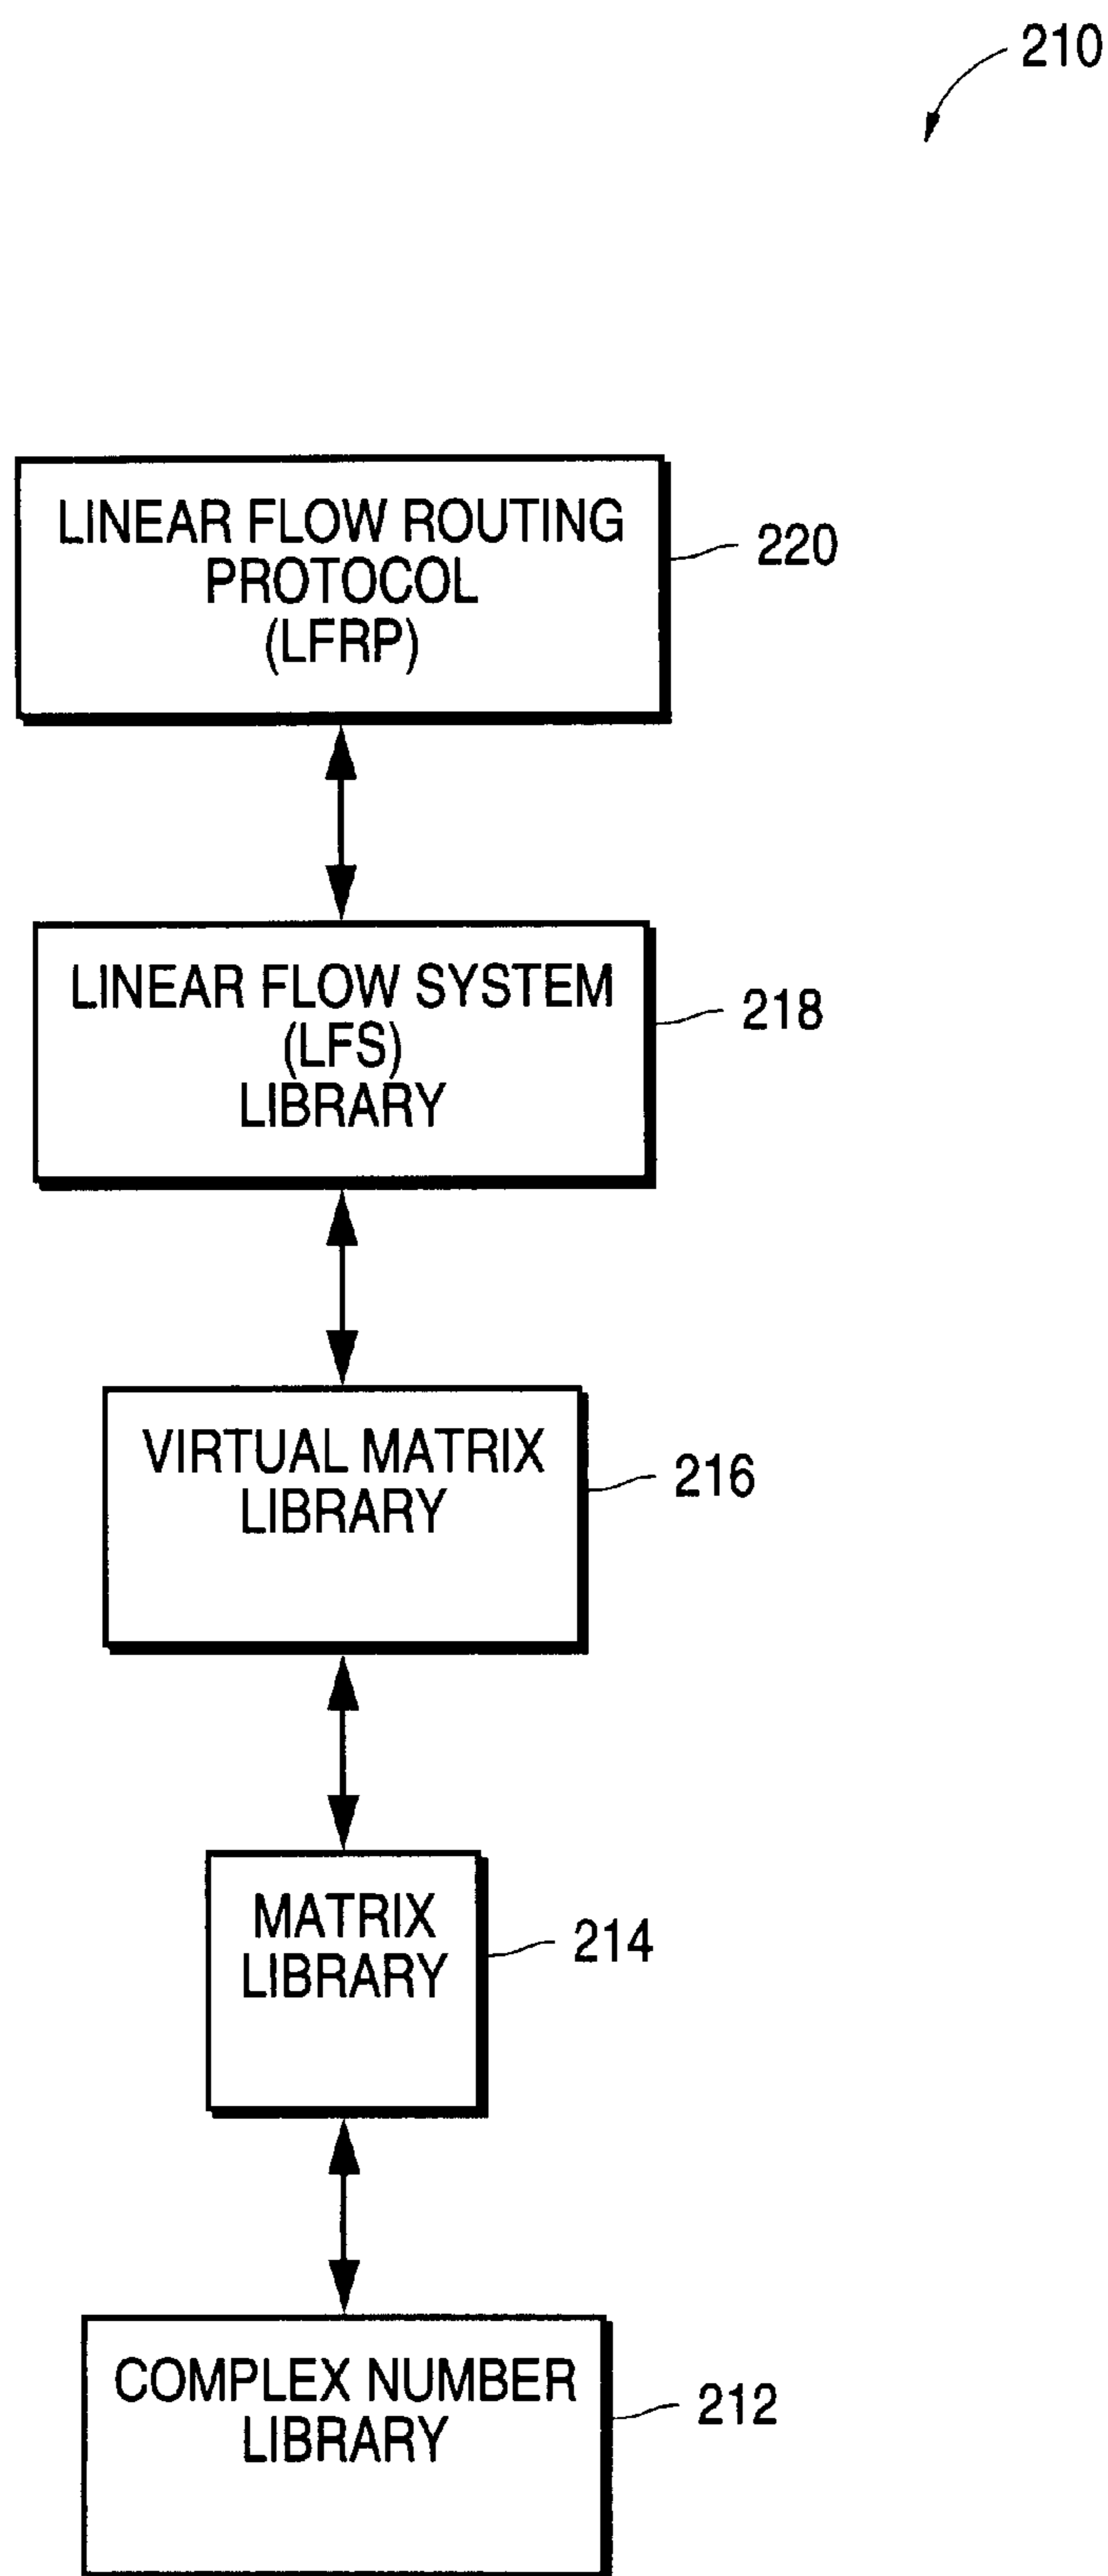 210
LINEAR FLOW ROUTING
PROTOCOL
(LFRP)
220
LINEAR FLOW SYSTEM
(LFS)
LIBRARY
218
VIRTUAL MATRIX
LIBRARY
216
MATRIX
LIBRARY
214
COMPLEX NUMBER
LIBRARY
212